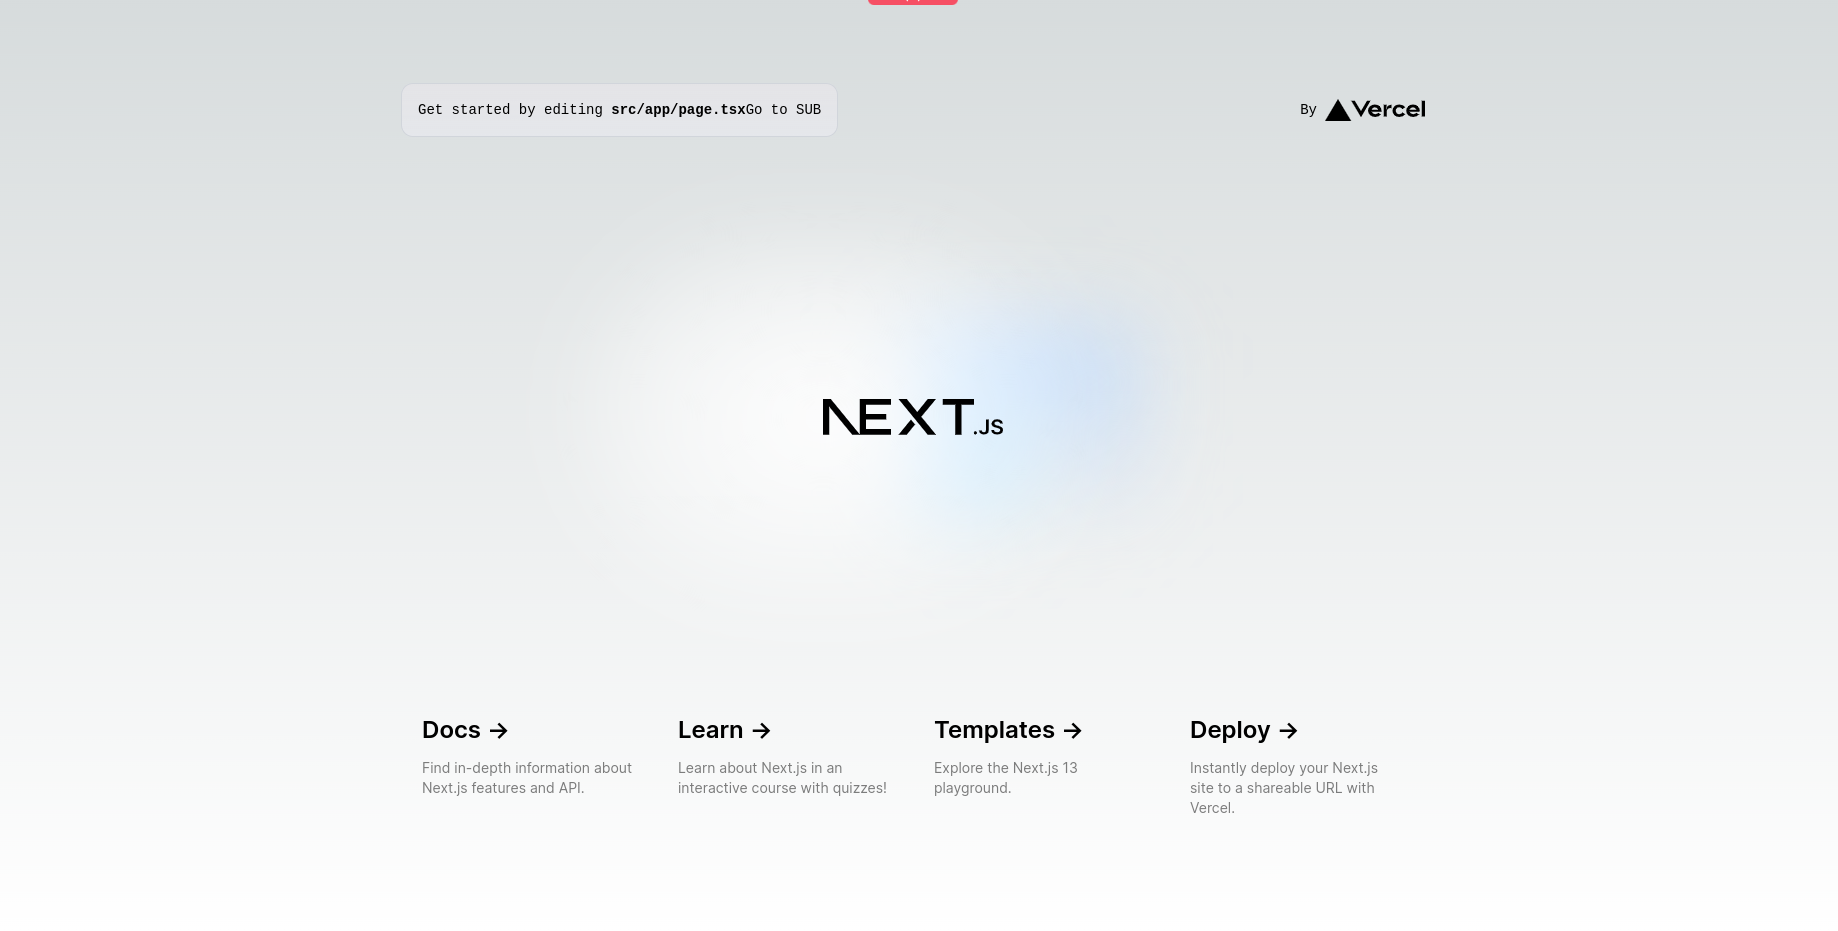 Get started by editing src/app/page.tsxGo to SUB
By Vercel
NEXT.JS
Docs ->
Find in-depth information about
Next.js features and API.
Learn ->
Learn about Next.js in an
interactive course with quizzes!
Templates ->
Explore the Next.js 13
playground.
Deploy ->
Instantly deploy your Next.js
site to a shareable URL with
Vercel.